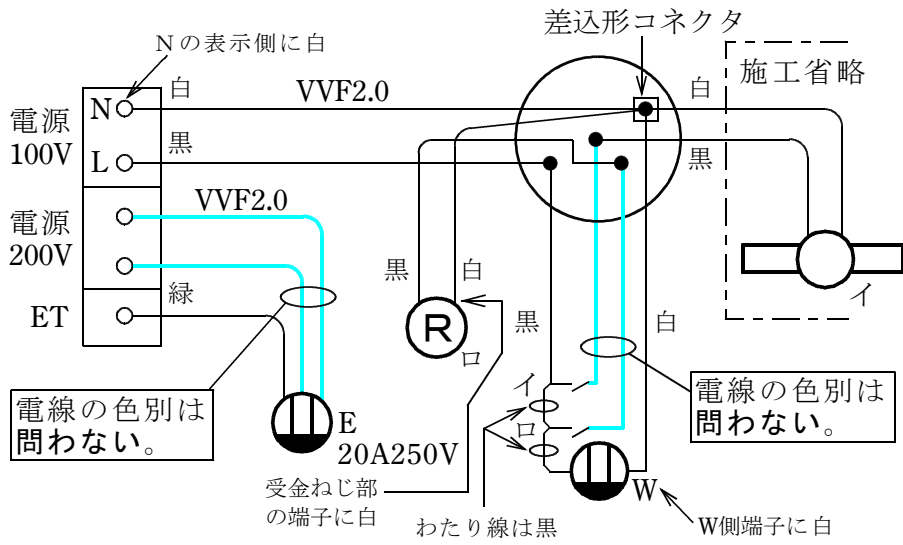 差込形コネクタ
Nの表示側に白
施工省略
白
VVF2.0
白
N
電源
100V
黒
L
黒
VVF2.0
電源
200V
緑
ET
黒
白
R
ロ
黒
白
イ
イ
ロ
電線の色別は
問わない。
E
20A250V
電線の色別は
問わない。
受金ねじ部
の端子に白
わたり線は黒
W
W側端子に白